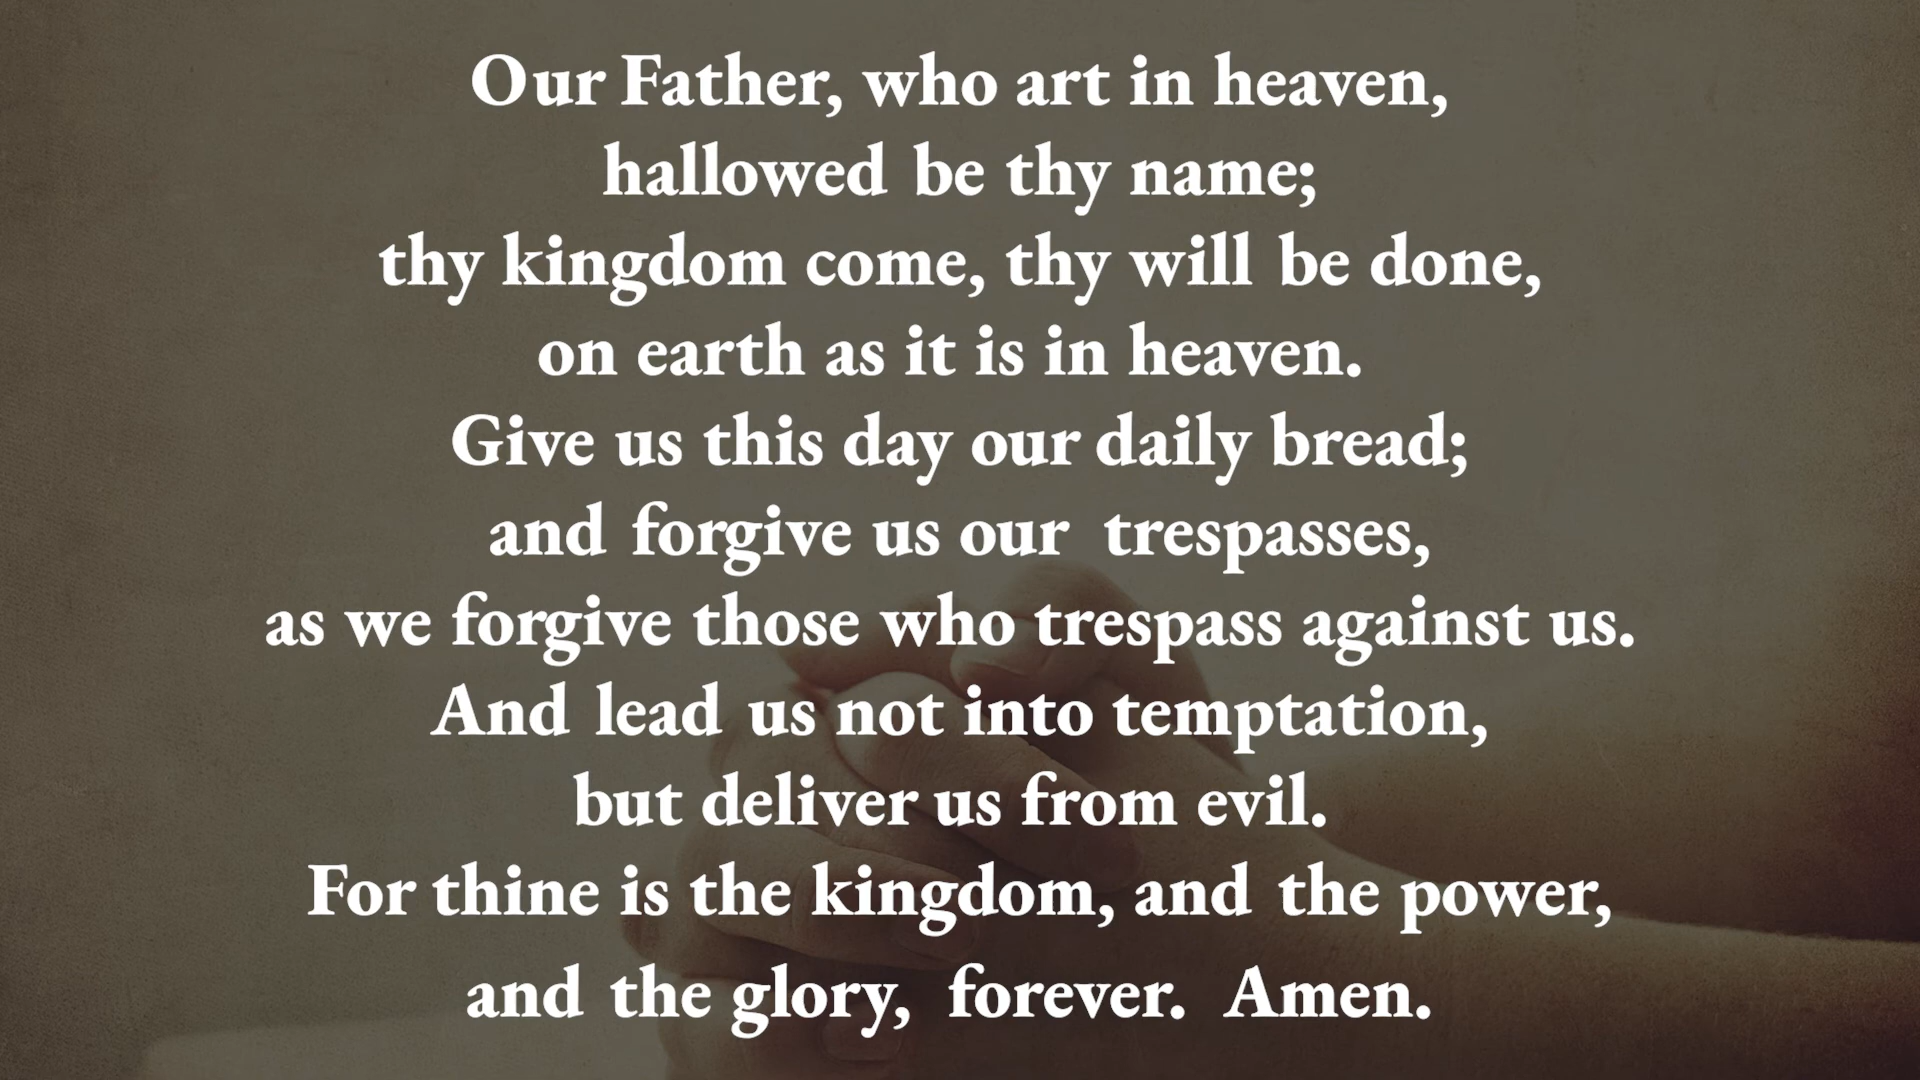 Our Father, who art in heaven,
hallowed be thy name;
thy kingdom come, thy will be done,
on earth as it is in heaven.
Give us this day our daily bread;
and forgive us our trespasses,
as we forgive those who trespass against us.
And lead us not into temptation,
but deliver us from evil.
For thine is the kingdom, and the power,
and the glory, forever. Amen.